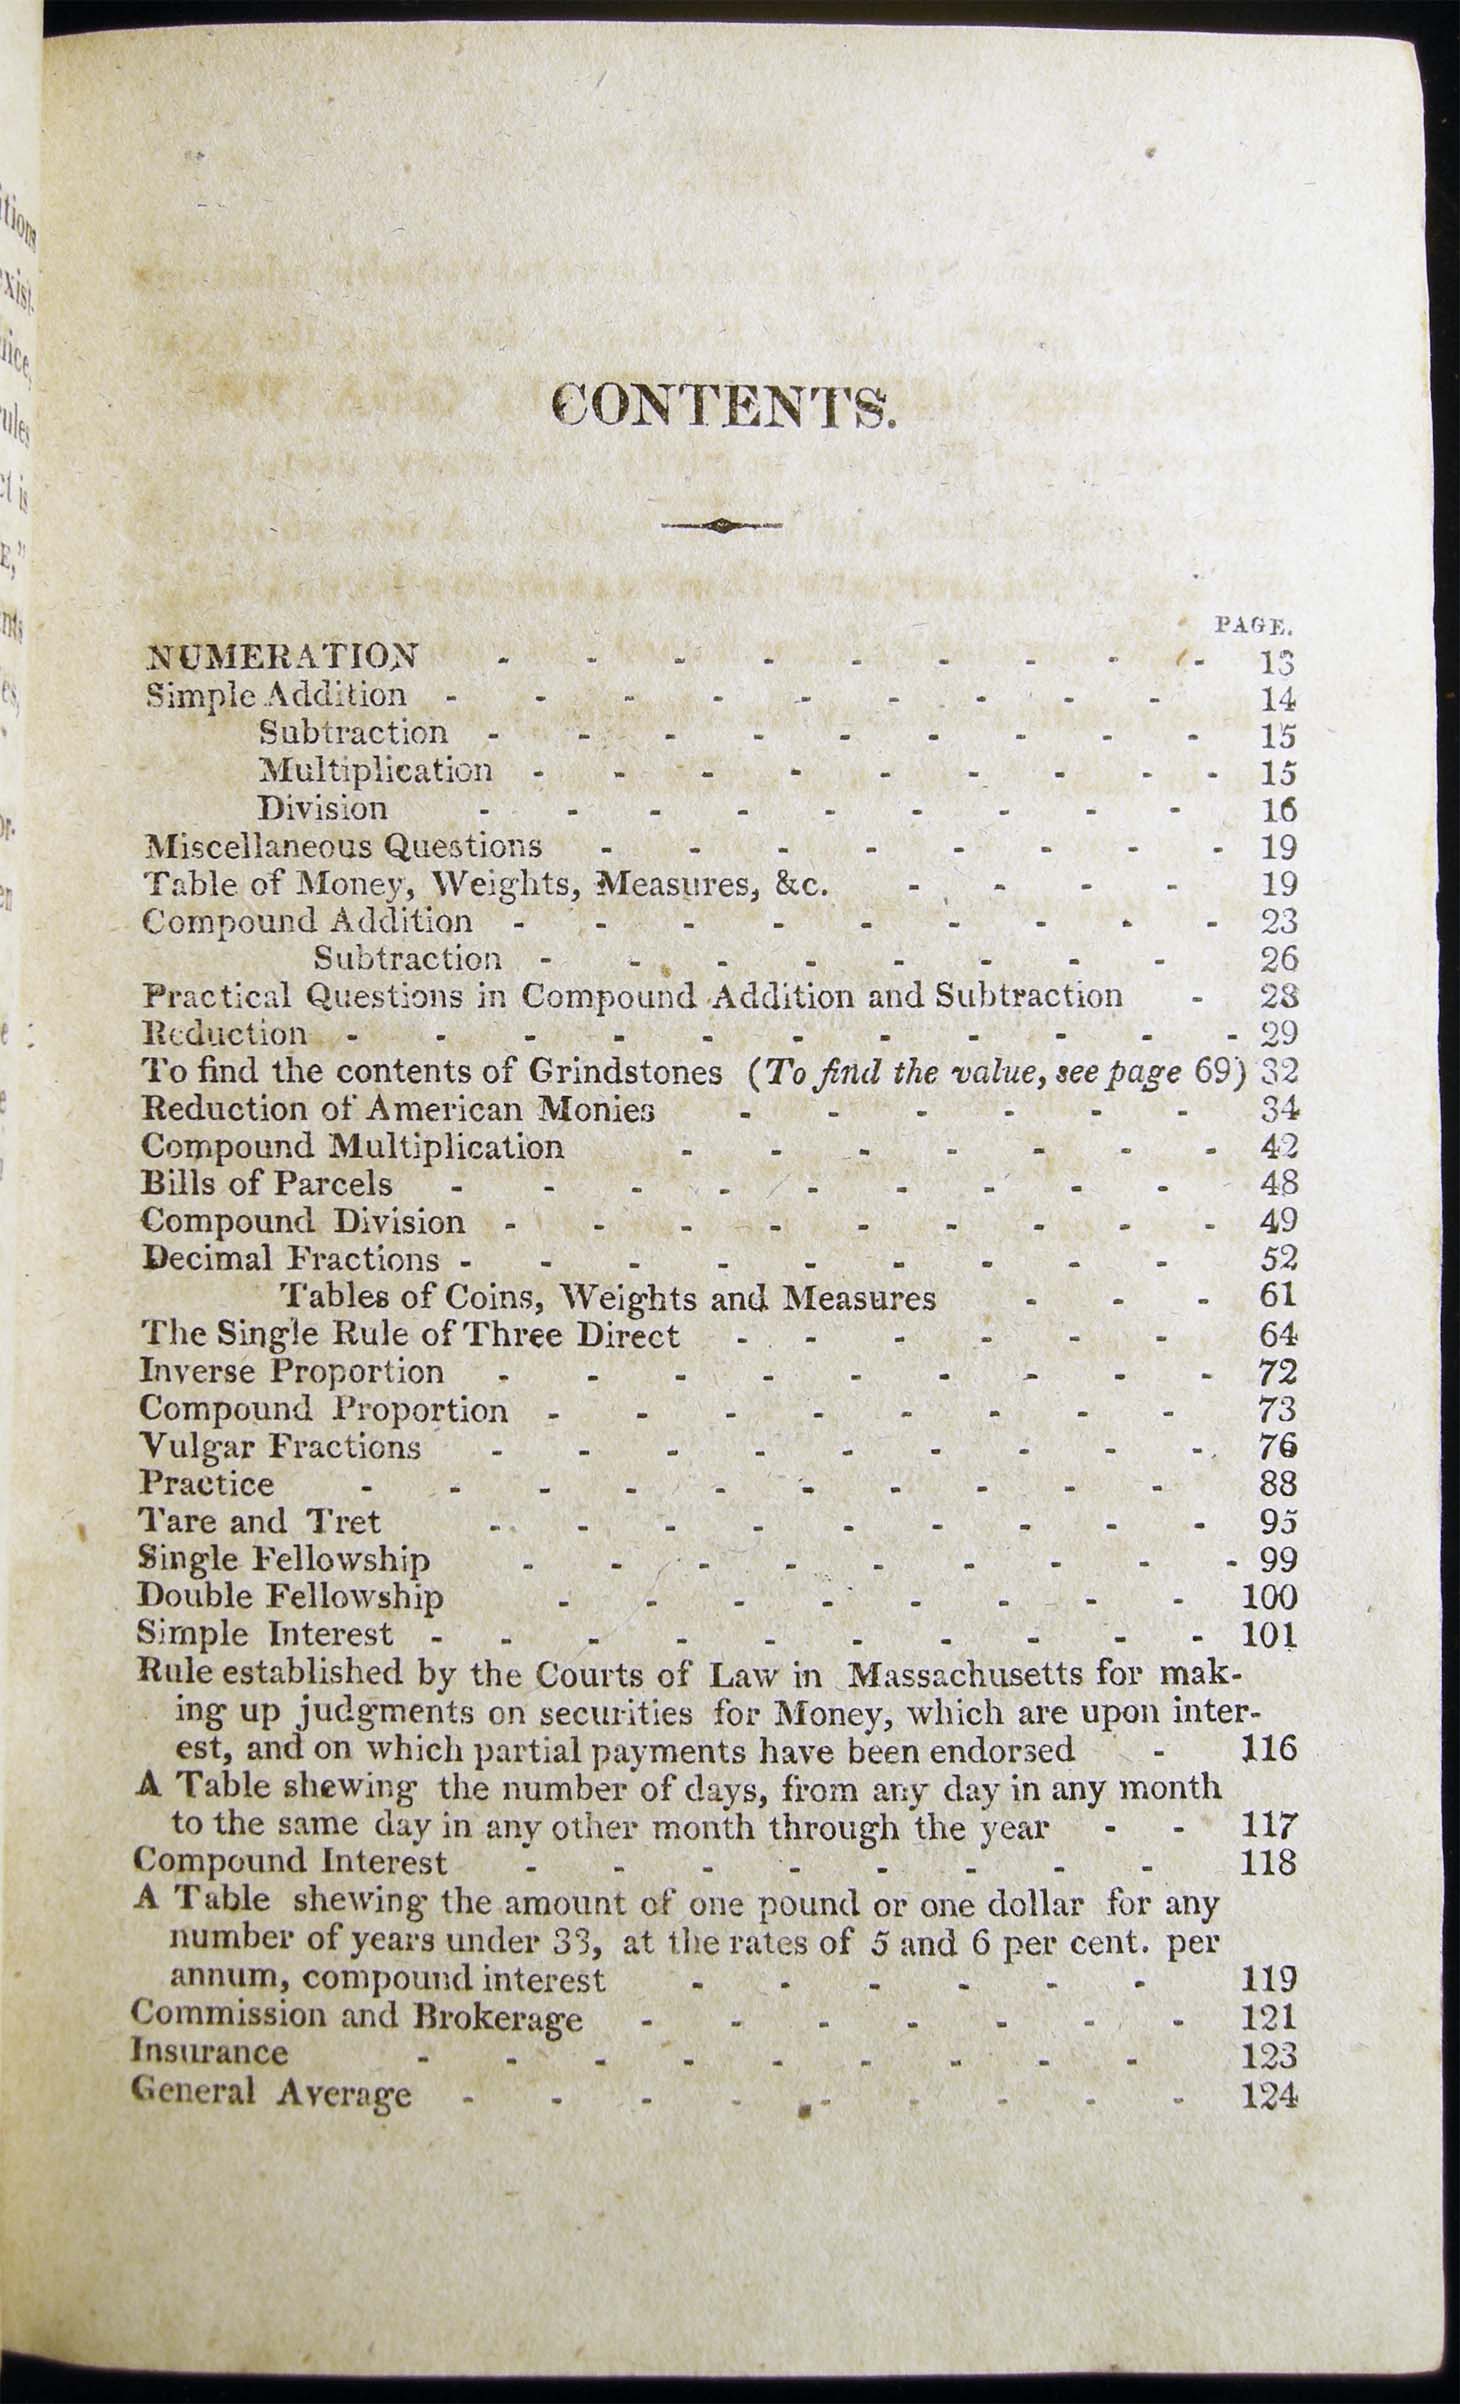 CONTENTS.
PAGE.
NUMERATION - - - - - - - - - 13
Simple Addition - - - - - - - - - 14
Subtraction - - - - - - - - - 15
Multiplication - - - - - - - - - 15
Division - - - - - - - - - 16
Miscellaneous Questions - - - - - - - - 19
Table of Money, Weights, Measures, &c. - - - - 19
Compound Addition - - - - - - - - - 23
Subtraction - - - - - - - - 26
Practical Questions in Compound Addition and Subtraction - 28
Reduction - - - - - - - - - - - 29
To find the contents of Grindstones (To find the value, see page 69) 32
Reduction of American Monies - - - - - - 34
Compound Multiplication - - - - - - - 42
Bills of Parcels - - - - - - - - - 48
Compound Division - - - - - - - - - 49
Decimal Fractions - - - - - - - - - 52
Tables of Coins, Weights and Measures - - - 61
The Single Rule of Three Direct - - - - - - 64
Inverse Proportion - - - - - - - - - 72
Compound Proportion - - - - - - - - 73
Vulgar Fractions - - - - - - - - - 76
Practice - - - - - - - - - - 88
Tare and Tret - - - - - - - - - 95
Single Fellowship - - - - - - - - - 99
Double Fellowship - - - - - - - - 100
Simple Interest - - - - - - - - - - 101
Rule established by the Courts of Law in Massachusetts for mak-
ing up judgments on securities for Money, which are upon inter-
est, and on which partial payments have been endorsed - 116
A Table shewing the number of days, from any day in any month
to the same day in any other month through the year - - 117
Compound Interest - - - - - - - - 118
A Table shewing the amount of one pound or one dollar for any
number of years under 33, at the rates of 5 and 6 per cent. per
annum, compound interest - - - - - - 119
Commission and Brokerage - - - - - - - 121
Insurance - - - - - - - - - 123
General Average - - - - - - - - - 124